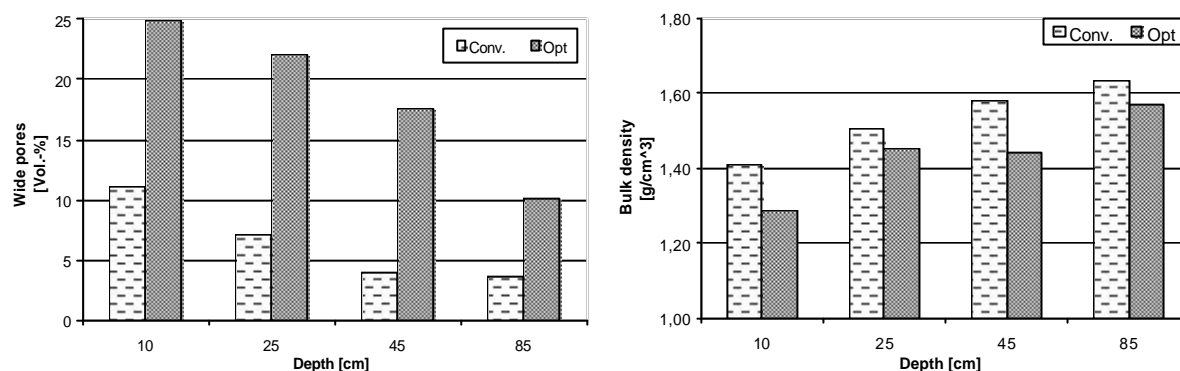 25
20
15
10
5
0
Wide pores
[Vol.-%]
Conv. Opt
10 25 45 85
Depth [cm]
1,80
1,60
1,40
1,20
1,00
Bulk density
[g/cm^3]
Conv. Opt
10 25 45 85
Depth [cm]